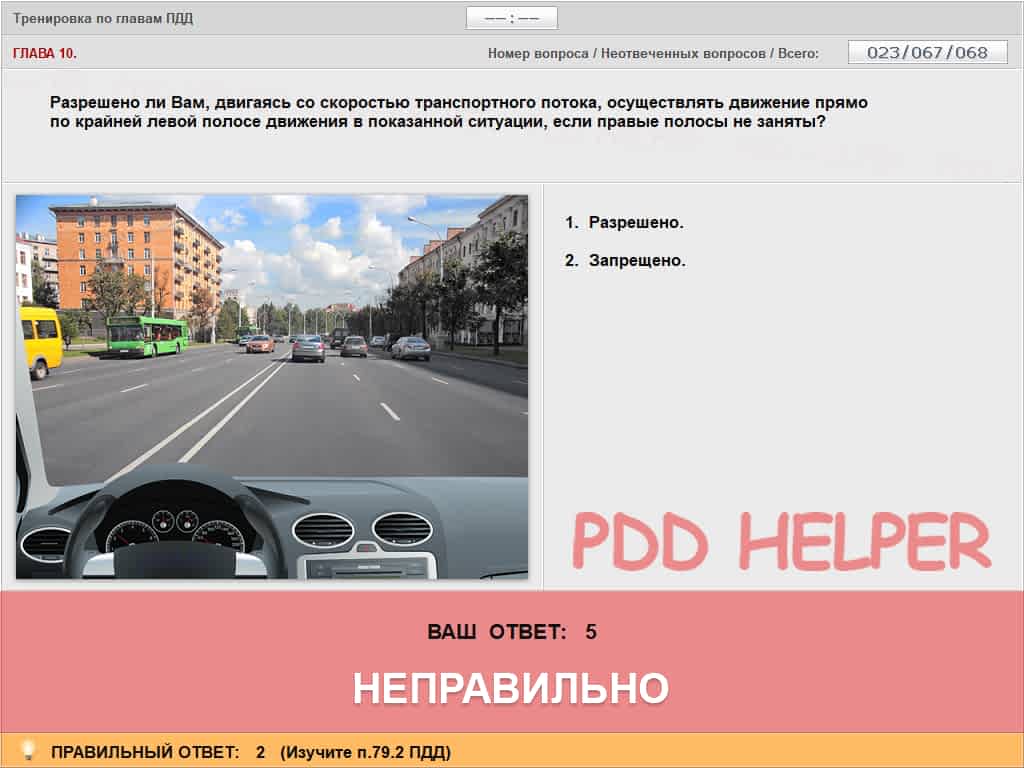 Тренировка по главам ПДД
—— : ——
ГЛАВА 10.
Номер вопроса / Неотвеченных вопросов / Всего:
023/067/068
Разрешено ли Вам, двигаясь со скоростью транспортного потока, осуществлять движение прямо
по крайней левой полосе движения в показанной ситуации, если правые полосы не заняты?
1. Разрешено.
2. Запрещено.
PDD HELPER
ВАШ ОТВЕТ: 5
НЕПРАВИЛЬНО
ПРАВИЛЬНЫЙ ОТВЕТ: 2 (Изучите п.79.2 ПДД)